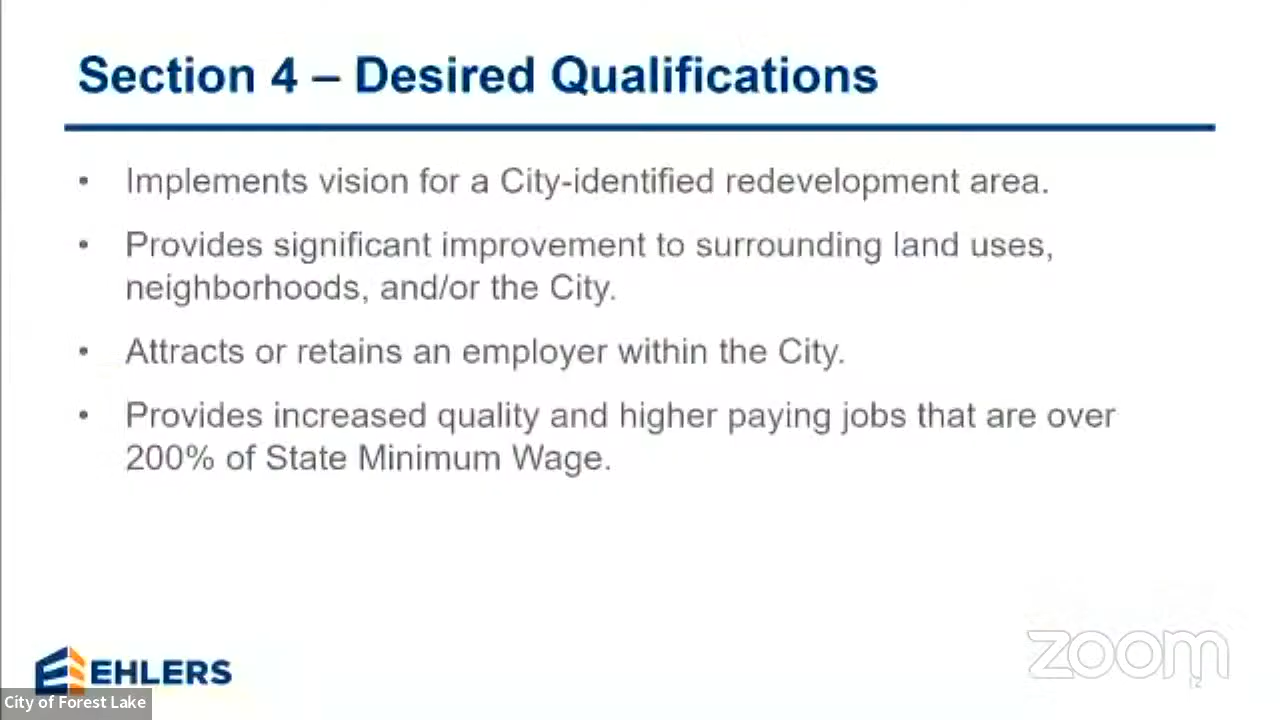 Section 4 – Desired Qualifications
• Implements vision for a City-identified redevelopment area.
• Provides significant improvement to surrounding land uses,
neighborhoods, and/or the City.
• Attracts or retains an employer within the City.
• Provides increased quality and higher paying jobs that are over
200% of State Minimum Wage.
EHLERS
zoom
12
City of Forest Lake